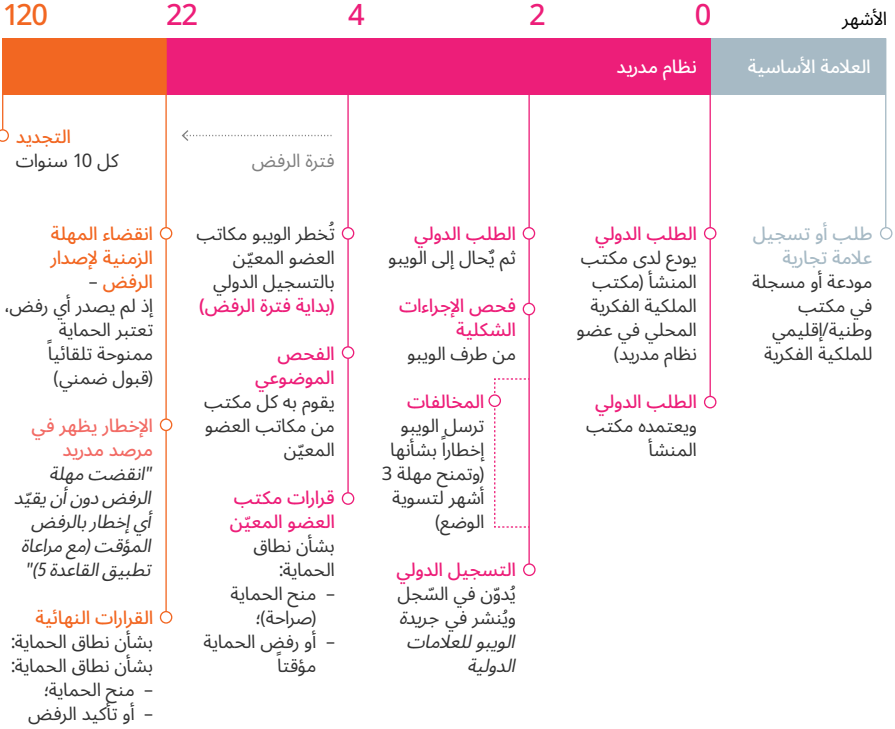 الأشهر
0
2
4
22
120
العلامة الأساسية
نظام مدريد
فترة الرفض
التجديد
كل 10 سنوات
طلب أو تسجيل
علامة تجارية
مودعة أو مسجلة
في مكتب
وطنية/إقليمي
للملكية الفكرية
الطلب الدولي
يودع لدى مكتب
المنشأ (مكتب
الملكية الفكرية
المحلي في عضو
نظام مدريد)
الطلب الدولي
ويعتمده مكتب
المنشأ
الطلب الدولي
ثم يُحال إلى الويبو
فحص الإجراءات
الشكلية
من طرف الويبو
المخالفات
ترسل الويبو
إخطاراً بشأنها
(وتمنح مهلة 3
أشهر لتسوية
الوضع)
التسجيل الدولي
يُدوّن في السّجل
ويُنشر في جريدة
الويبو للعلامات
الدولية
تُخطر الويبو مكاتب
العضو المعيّن
بالتسجيل الدولي
(بداية فترة الرفض)
الفحص
الموضوعي
يقوم به كل مكتب
من مكاتب العضو
المعيّن
قرارات مكتب
العضو المعيّن
بشأن نطاق
الحماية:
– منح الحماية
(صراحة)؛
– أو رفض الحماية
مؤقتاً
انقضاء المهلة
الزمنية لإصدار
الرفض –
إذ لم يصدر أي رفض،
تعتبر الحماية
ممنوحة تلقائياً
(قبول ضمني)
الإخطار يظهر في
مرصد مدريد
"انقضت مهلة
الرفض دون أن يقيّد
أي إخطار بالرفض
المؤقت (مع مراعاة
تطبيق القاعدة 5)"
القرارات النهائية
بشأن نطاق الحماية:
بشأن نطاق الحماية:
– منح الحماية؛
– أو تأكيد الرفض